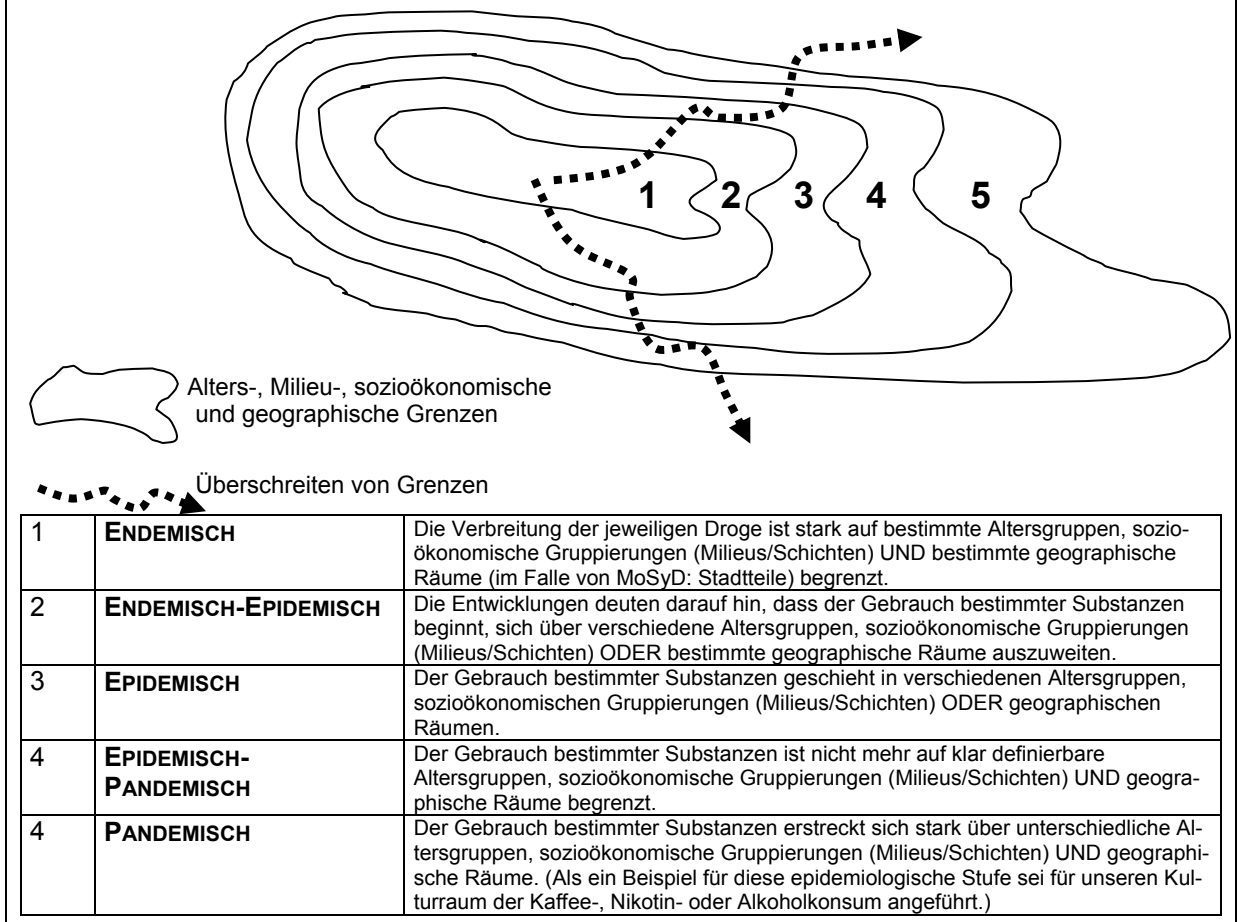 1 2 3 4 5
Alters-, Milieu-, sozioökonomische
und geographische Grenzen
Überschreiten von Grenzen
1 ENDEMISCH Die Verbreitung der jeweiligen Droge ist stark auf bestimmte Altersgruppen, sozio-
ökonomische Gruppierungen (Milieus/Schichten) UND bestimmte geographische
Räume (im Falle von MoSyD: Stadtteile) begrenzt.
2 ENDEMISCH-EPIDEMISCH Die Entwicklungen deuten darauf hin, dass der Gebrauch bestimmter Substanzen
beginnt, sich über verschiedene Altersgruppen, sozioökonomische Gruppierungen
(Milieus/Schichten) ODER bestimmte geographische Räume auszuweiten.
3 EPIDEMISCH Der Gebrauch bestimmter Substanzen geschieht in verschiedenen Altersgruppen,
sozioökonomischen Gruppierungen (Milieus/Schichten) ODER geographischen
Räumen.
4 EPIDEMISCH- Der Gebrauch bestimmter Substanzen ist nicht mehr auf klar definierbare
PANDEMISCH Altersgruppen, sozioökonomische Gruppierungen (Milieus/Schichten) UND geogra-
phische Räume begrenzt.
4 PANDEMISCH Der Gebrauch bestimmter Substanzen erstreckt sich stark über unterschiedliche Al-
tersgruppen, sozioökonomische Gruppierungen (Milieus/Schichten) UND geographi-
sche Räume. (Als ein Beispiel für diese epidemiologische Stufe sei für unseren Kul-
turraum der Kaffee-, Nikotin- oder Alkoholkonsum angeführt.)